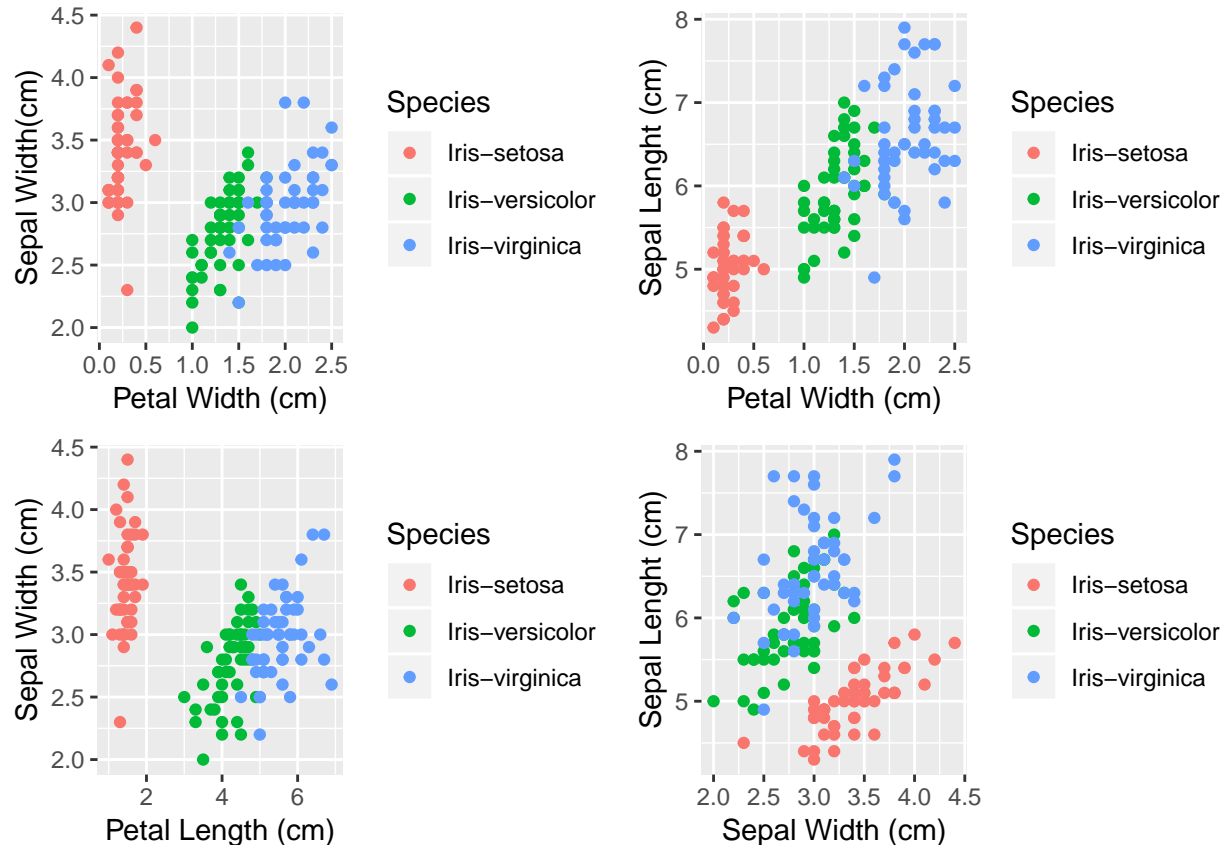 Sepal Width(cm)
4.5
4.0
3.5
3.0
2.5
2.0
0.0
0.5
1.0
1.5
2.0
2.5
Petal Width (cm)
Species
Iris−setosa
Iris−versicolor
Iris−virginica
Sepal Lenght (cm)
8
7
6
5
0.0
0.5
1.0
1.5
2.0
2.5
Petal Width (cm)
Species
Iris−setosa
Iris−versicolor
Iris−virginica
Sepal Width (cm)
4.5
4.0
3.5
3.0
2.5
2.0
2
4
6
Petal Length (cm)
Species
Iris−setosa
Iris−versicolor
Iris−virginica
Sepal Lenght (cm)
8
7
6
5
2.0
2.5
3.0
3.5
4.0
4.5
Sepal Width (cm)
Species
Iris−setosa
Iris−versicolor
Iris−virginica